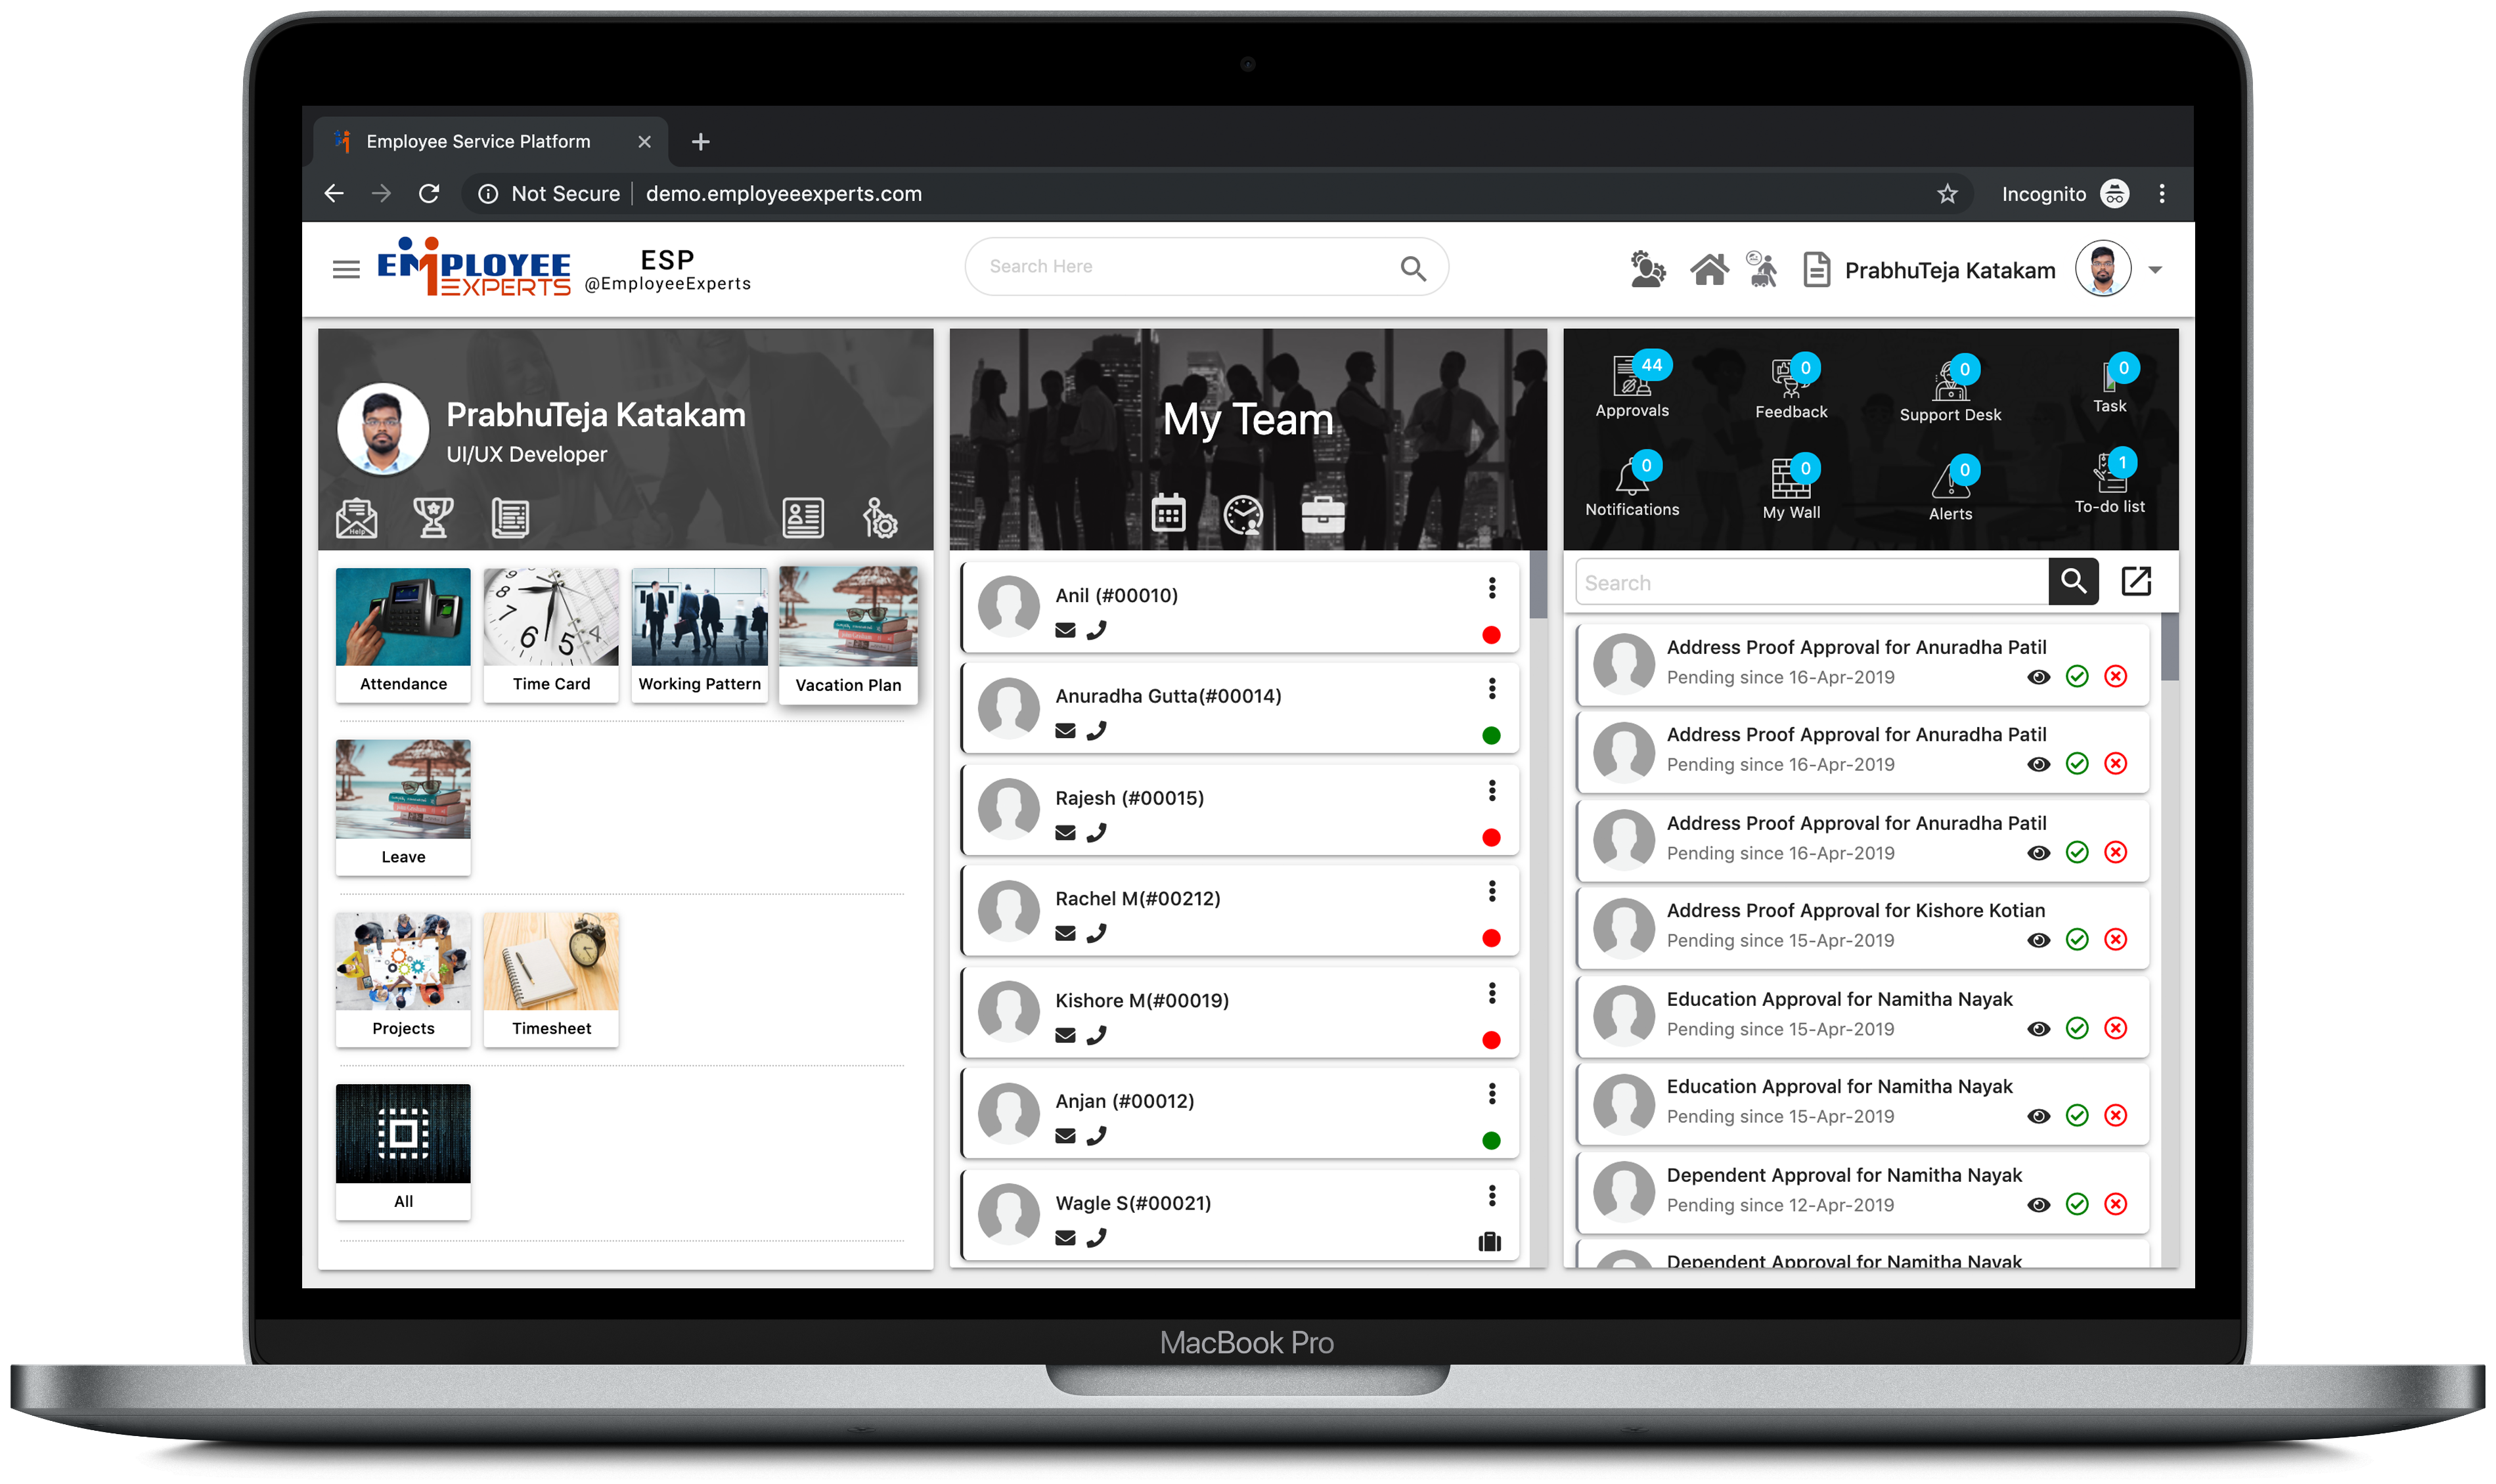 Employee Service Platform
Not Secure
demo.employeeexperts.com
Incognito
EMPLOYEE
EXPERTS
ESP
@EmployeeExperts
Search Here
PrabhuTeja Katakam
PrabhuTeja Katakam
UI/UX Developer
Help
Attendance
Time Card
Working Pattern
Vacation Plan
Leave
Projects
Timesheet
All
My Team
Anil (#00010)
Anuradha Gutta(#00014)
Rajesh (#00015)
Rachel M(#00212)
Kishore M(#00019)
Anjan (#00012)
Wagle S(#00021)
44
Approvals
0
Feedback
0
Support Desk
0
Task
0
Notifications
0
My Wall
0
Alerts
1
To-do list
Search
Address Proof Approval for Anuradha Patil
Pending since 16-Apr-2019
Address Proof Approval for Anuradha Patil
Pending since 16-Apr-2019
Address Proof Approval for Anuradha Patil
Pending since 16-Apr-2019
Address Proof Approval for Kishore Kotian
Pending since 15-Apr-2019
Education Approval for Namitha Nayak
Pending since 15-Apr-2019
Education Approval for Namitha Nayak
Pending since 15-Apr-2019
Dependent Approval for Namitha Nayak
Pending since 12-Apr-2019
Dependent Approval for Namitha Nayak
MacBook Pro